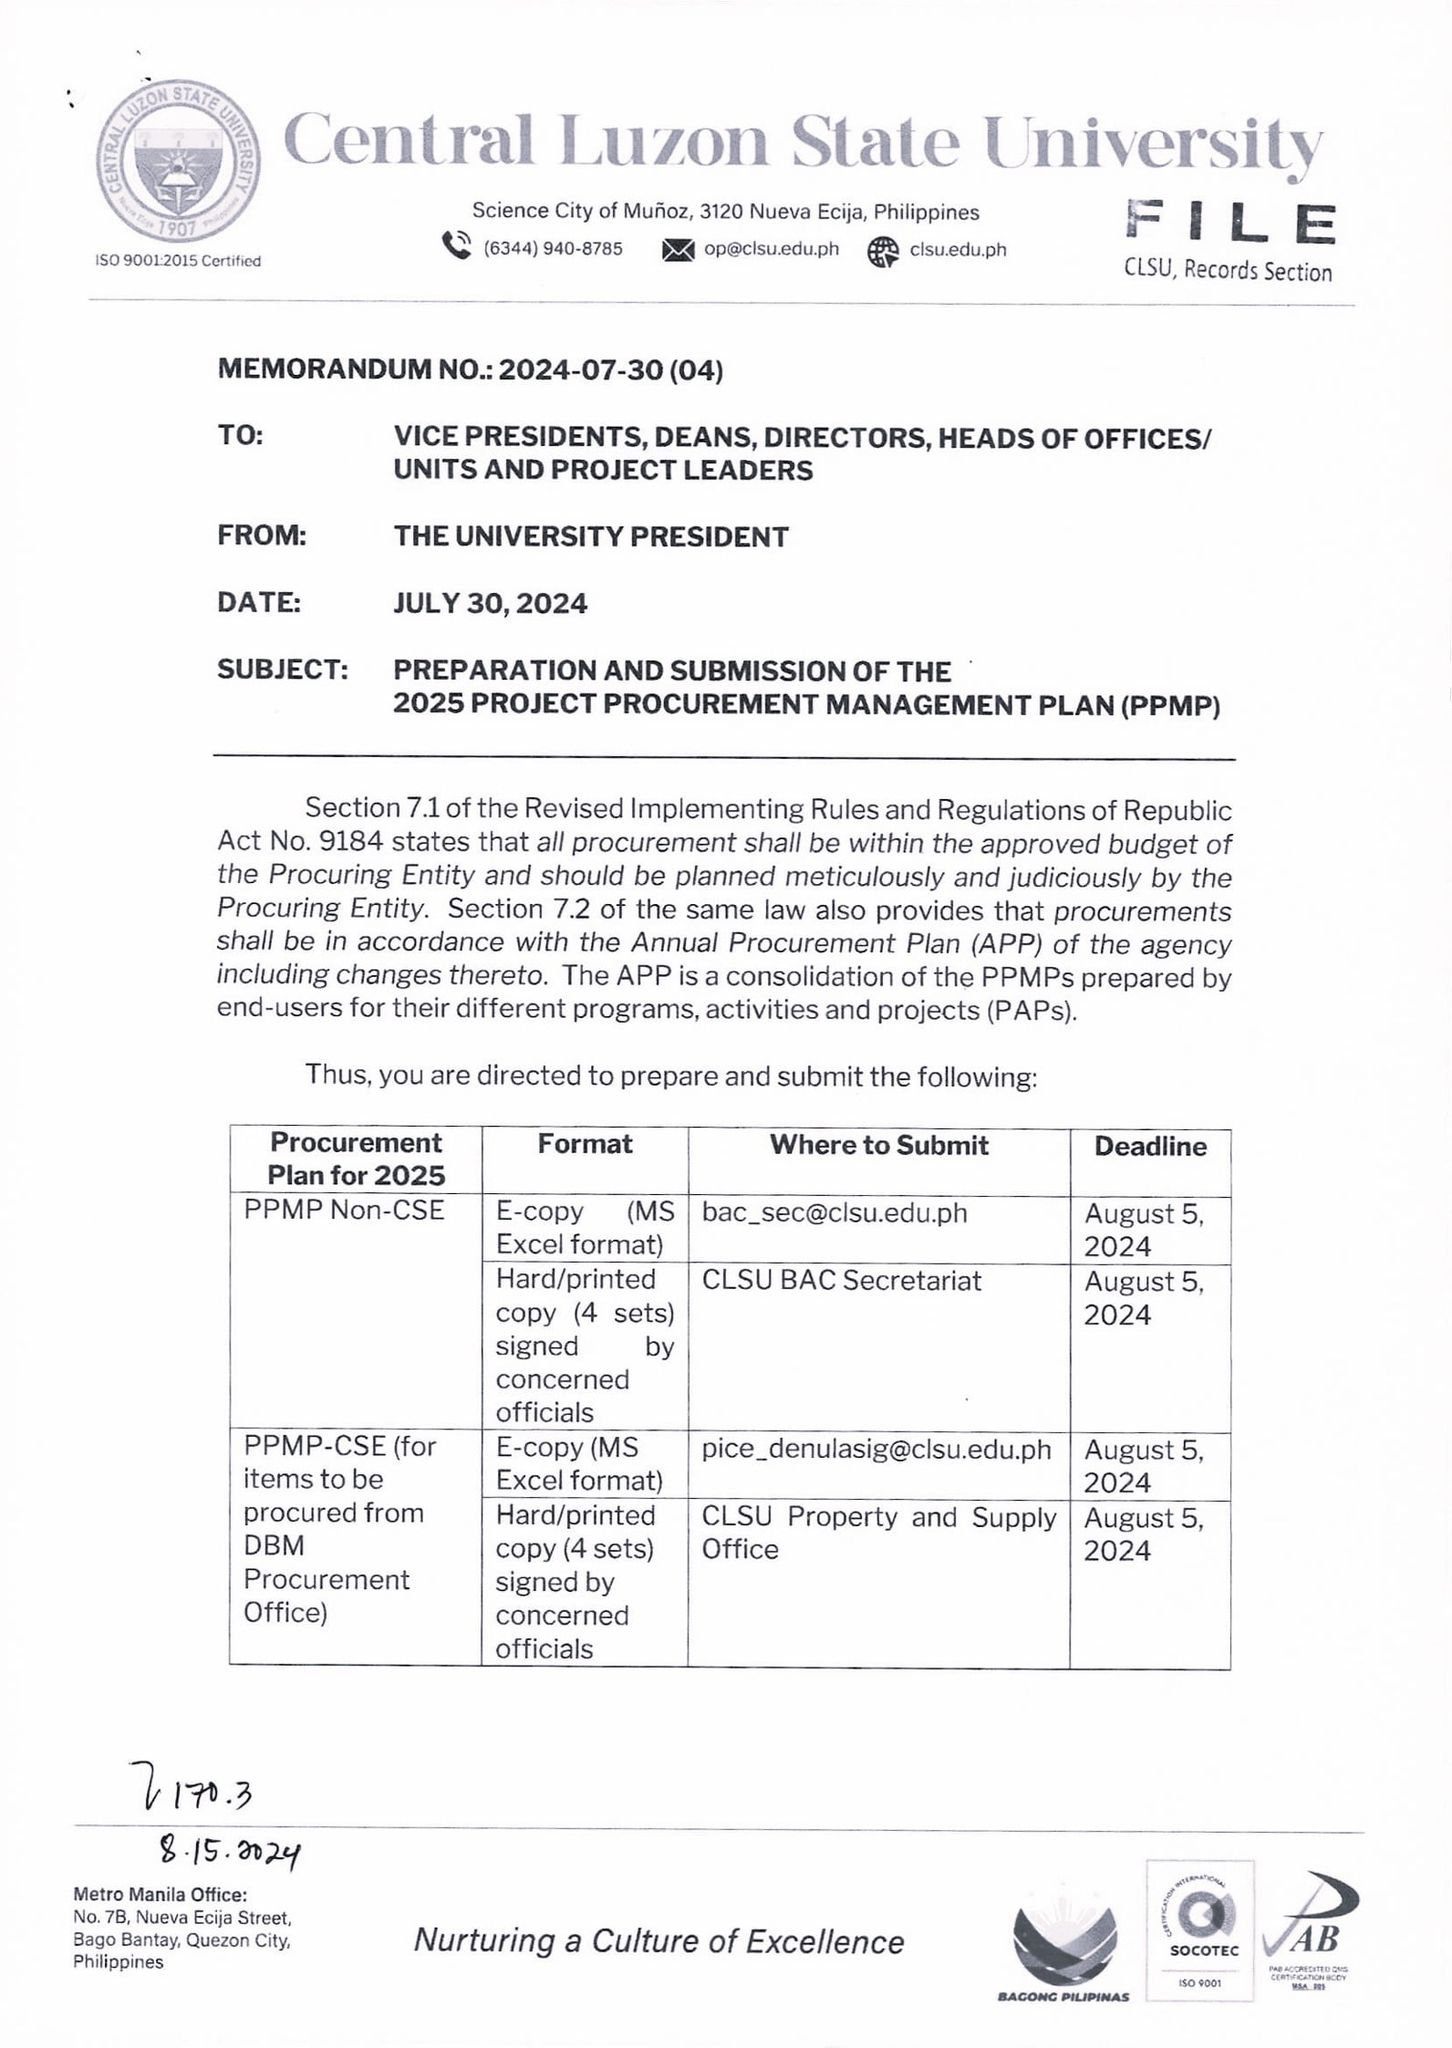 CENTRAL LUZON STATE UNIVERSITY
Nueva Ecija Philippines
1907
ISO 9001:2015 Certified
Central Luzon State University
Science City of Muñoz, 3120 Nueva Ecija, Philippines
(6344) 940-8785 op@clsu.edu.ph clsu.edu.ph
FILE
CLSU, Records Section
MEMORANDUM NO.: 2024-07-30 (04)
TO: VICE PRESIDENTS, DEANS, DIRECTORS, HEADS OF OFFICES/
UNITS AND PROJECT LEADERS
FROM: THE UNIVERSITY PRESIDENT
DATE: JULY 30, 2024
SUBJECT: PREPARATION AND SUBMISSION OF THE
2025 PROJECT PROCUREMENT MANAGEMENT PLAN (PPMP)
Section 7.1 of the Revised Implementing Rules and Regulations of Republic
Act No. 9184 states that all procurement shall be within the approved budget of
the Procuring Entity and should be planned meticulously and judiciously by the
Procuring Entity. Section 7.2 of the same law also provides that procurements
shall be in accordance with the Annual Procurement Plan (APP) of the agency
including changes thereto. The APP is a consolidation of the PPMPs prepared by
end-users for their different programs, activities and projects (PAPs).
Thus, you are directed to prepare and submit the following:
Procurement
Plan for 2025
Format
Where to Submit
Deadline
PPMP Non-CSE
E-copy (MS
Excel format)
bac_sec@clsu.edu.ph
August 5,
2024
Hard/printed
copy (4 sets)
signed by
concerned
officials
CLSU BAC Secretariat
August 5,
2024
PPMP-CSE (for
items to be
procured from
DBM
Procurement
Office)
E-copy (MS
Excel format)
pice_denulasig@clsu.edu.ph
August 5,
2024
Hard/printed
copy (4 sets)
signed by
concerned
officials
CLSU Property and Supply
Office
August 5,
2024
170.3
8.15.2024
Metro Manila Office:
No. 7B, Nueva Ecija Street,
Bago Bantay, Quezon City,
Philippines
Nurturing a Culture of Excellence
BAGONG PILIPINAS
CERTIFICATION INTERNATIONAL
SOCOTEC
ISO 9001
PAB
PAB ACCREDITED QMS
CERTIFICATION BODY